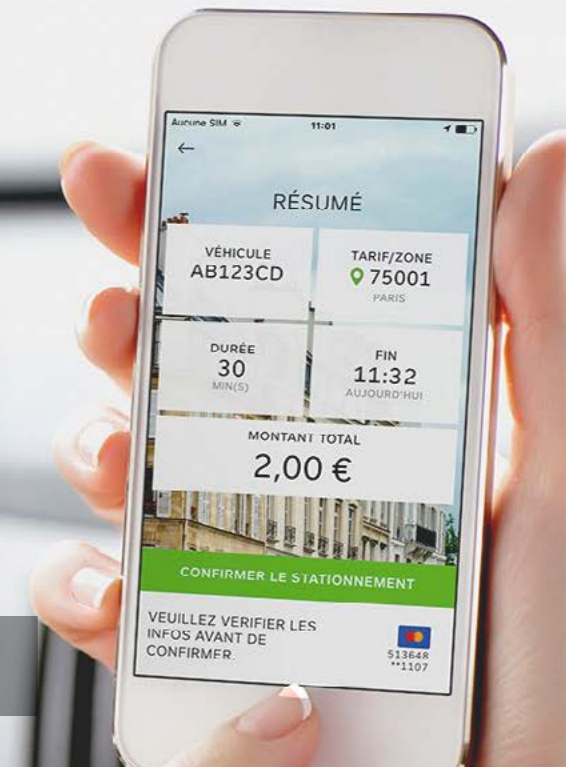 Aucune SIM 11:01
←
RÉSUMÉ
VÉHICULE
AB123CD
TARIF/ZONE
75001
PARIS
DURÉE
30
MIN(S)
FIN
11:32
AUJOURD'HUI
MONTANT TOTAL
2,00 €
CONFIRMER LE STATIONNEMENT
VEUILLEZ VERIFIER LES
INFOS AVANT DE
CONFIRMER.
513648
**1107